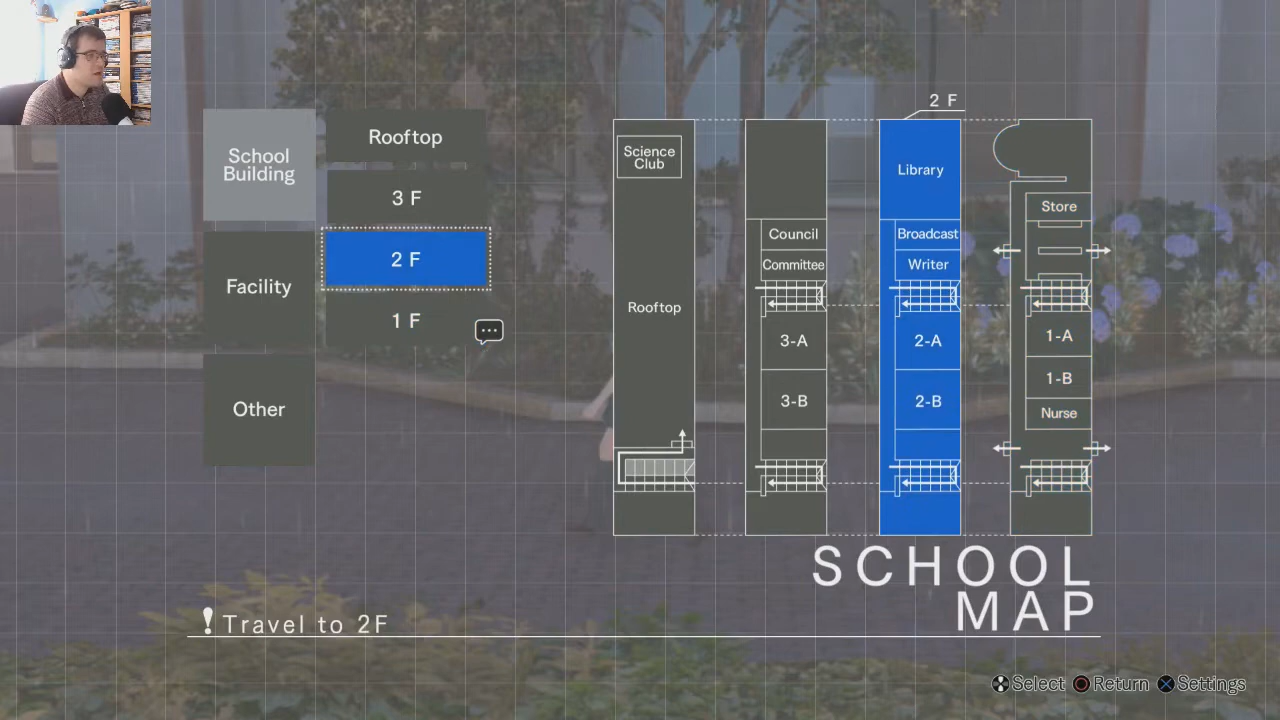 School
Building
Facility
Other
Rooftop
3 F
2 F
1 F
2 F
Science
Club
Rooftop
Council
Committee
3-A
3-B
Library
Broadcast
Writer
2-A
2-B
Store
1-A
1-B
Nurse
SCHOOL
MAP
! Travel to 2F
Select Return Settings